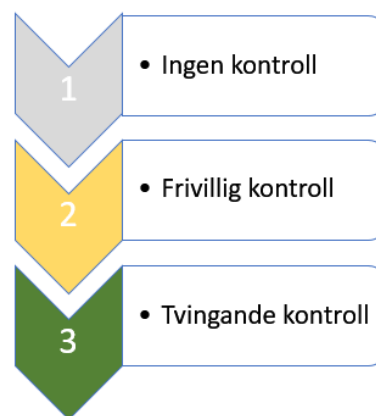 1
• Ingen kontroll
2
• Frivillig kontroll
3
• Tvingande kontroll